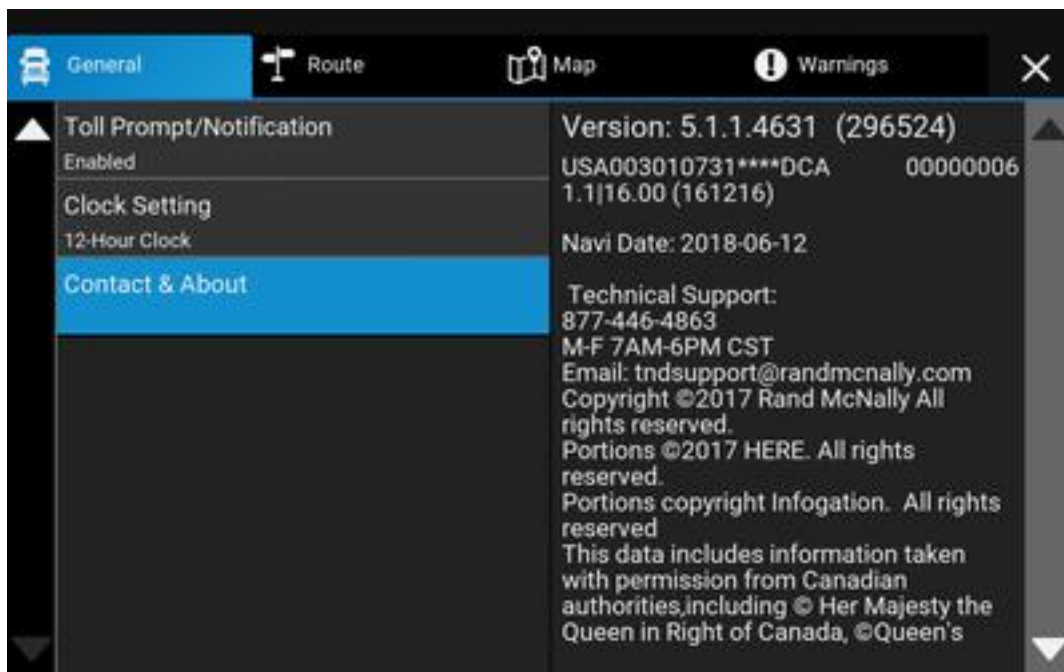 General
Route
Map
Warnings
Toll Prompt/Notification
Enabled
Clock Setting
12-Hour Clock
Contact & About
Version: 5.1.1.4631 (296524)
USA003010731****DCA 00000006
1.1|16.00 (161216)
Navi Date: 2018-06-12
Technical Support:
877-446-4863
M-F 7AM-6PM CST
Email: tndsupport@randmcnally.com
Copyright ©2017 Rand McNally All
rights reserved.
Portions ©2017 HERE. All rights
reserved.
Portions copyright Infogation. All rights
reserved
This data includes information taken
with permission from Canadian
authorities,including © Her Majesty the
Queen in Right of Canada, ©Queen's